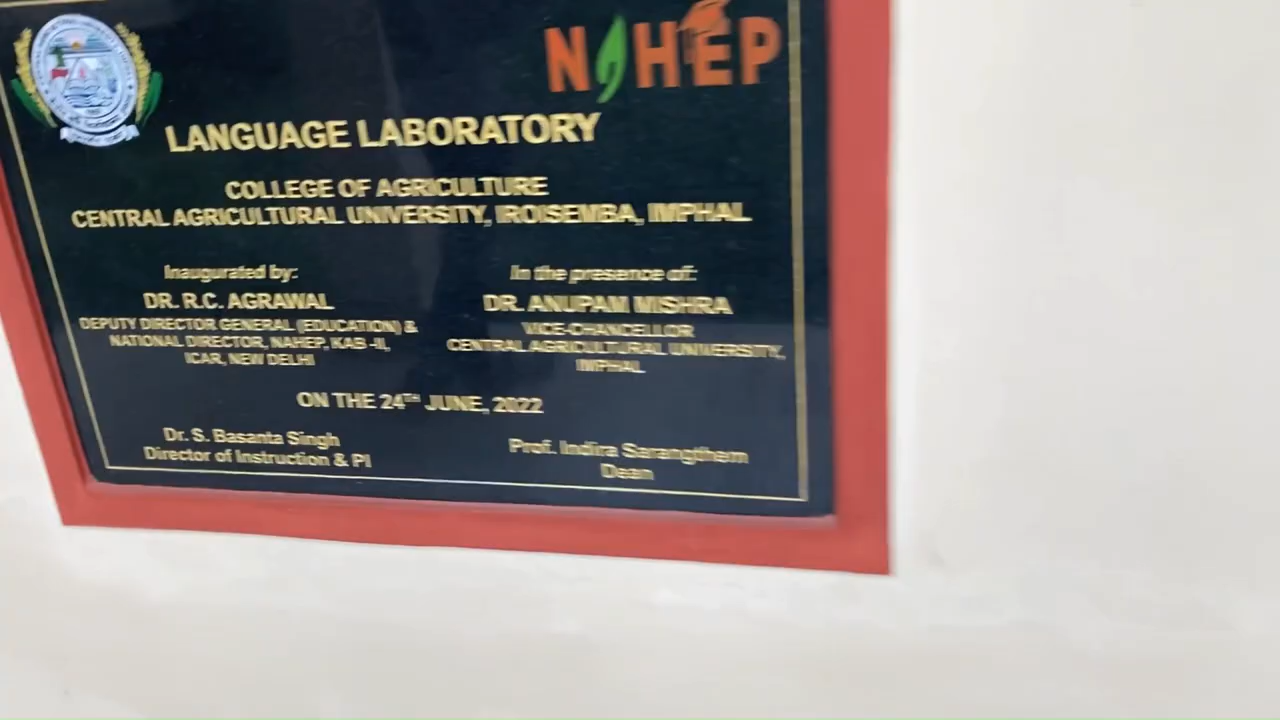 NAHEP
LANGUAGE LABORATORY
COLLEGE OF AGRICULTURE
CENTRAL AGRICULTURAL UNIVERSITY, IROISEMBA, IMPHAL
Inaugurated by:
DR. R.C. AGRAWAL
DEPUTY DIRECTOR GENERAL (EDUCATION) &
NATIONAL DIRECTOR, NAHEP, KAB -II,
ICAR, NEW DELHI
In the presence of:
DR. ANUPAM MISHRA
VICE-CHANCELLOR
CENTRAL AGRICULTURAL UNIVERSITY,
IMPHAL
ON THE 24TH JUNE, 2022
Dr. S. Basanta Singh
Director of Instruction & PI
Prof. Indira Sarangthem
Dean